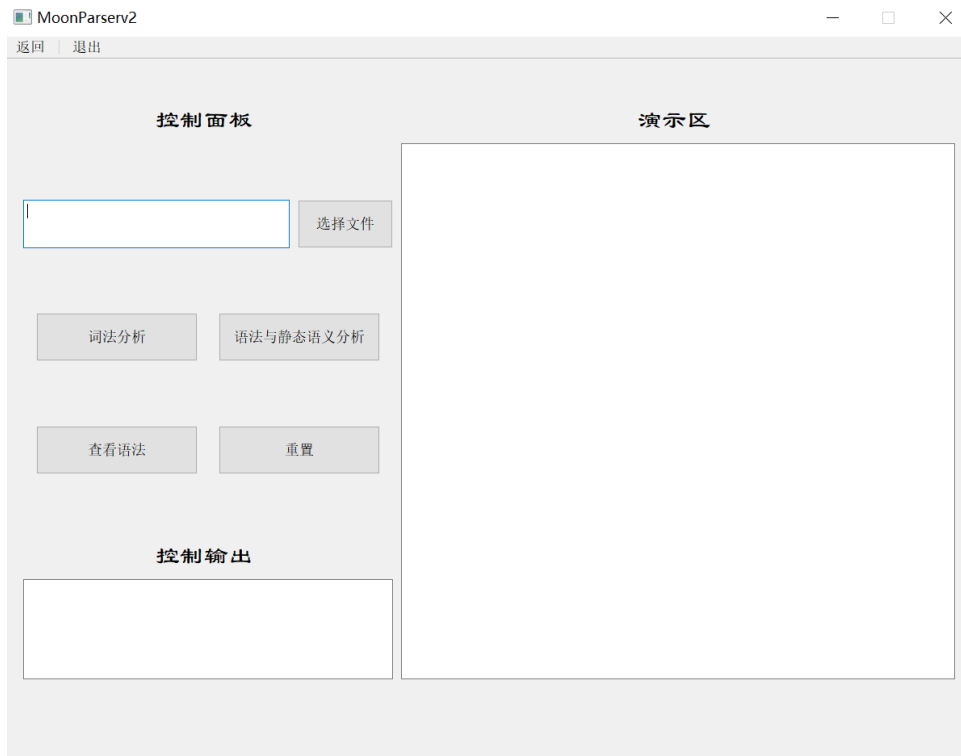 MoonParserv2
返回 退出
控制面板
演示区
选择文件
词法分析 语法与静态语义分析
查看语法 重置
控制输出